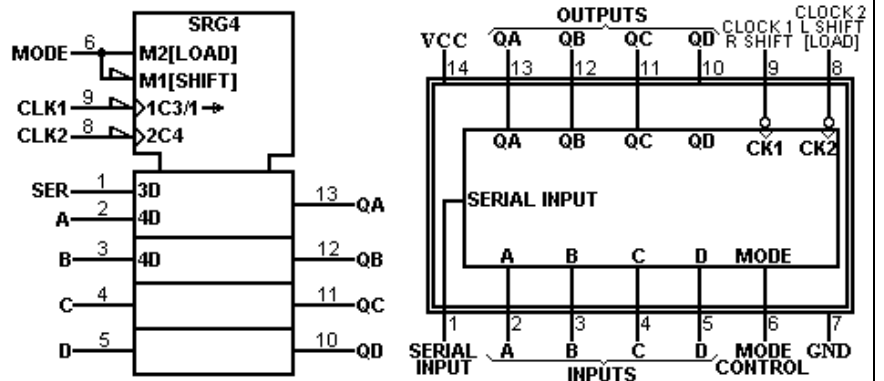 SRG4
MODE 6 M2[LOAD]
M1[SHIFT]
CLK1 9 1C3/1
CLK2 8 2C4
SER 1 3D 13 QA
A 2 4D
B 3 4D 12 QB
C 4 11 QC
D 5 10 QD
OUTPUTS
CLOCK 1
R SHIFT
CLOCK 2
L SHIFT
[LOAD]
VCC QA QB QC QD
14 13 12 11 10 9 8
QA QB QC QD CK1 CK2
SERIAL INPUT
A B C D MODE
1 2 3 4 5 6 7
SERIAL
INPUT
A B C D
INPUTS
MODE
CONTROL
GND